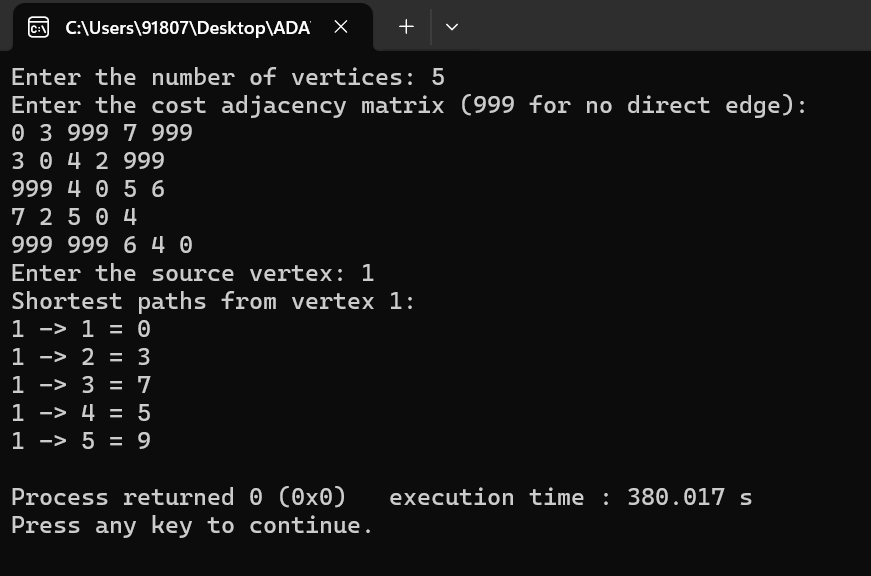 C:\Users\91807\Desktop\ADA
Enter the number of vertices: 5
Enter the cost adjacency matrix (999 for no direct edge):
0 3 999 7 999
3 0 4 2 999
999 4 0 5 6
7 2 5 0 4
999 999 6 4 0
Enter the source vertex: 1
Shortest paths from vertex 1:
1 -> 1 = 0
1 -> 2 = 3
1 -> 3 = 7
1 -> 4 = 5
1 -> 5 = 9
Process returned 0 (0x0)   execution time : 380.017 s
Press any key to continue.